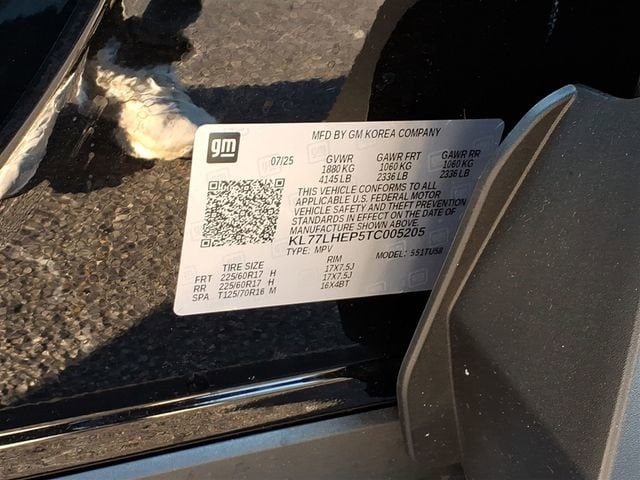 gm
MFD BY GM KOREA COMPANY
07/25 GVWR GAWR FRT GAWR RR
1880 KG 1060 KG 1060 KG
4145 LB 2336 LB 2336 LB
THIS VEHICLE CONFORMS TO ALL
APPLICABLE U.S. FEDERAL MOTOR
VEHICLE SAFETY AND THEFT PREVENTION
STANDARDS IN EFFECT ON THE DATE OF
MANUFACTURE SHOWN ABOVE.
KL77LHEP5TC005205
TYPE: MPV MODEL: 5S1TU58
TIRE SIZE RIM
FRT 225/60R17 H 17X7.5J
RR 225/60R17 H 17X7.5J
SPA T125/70R16 M 16X4BT